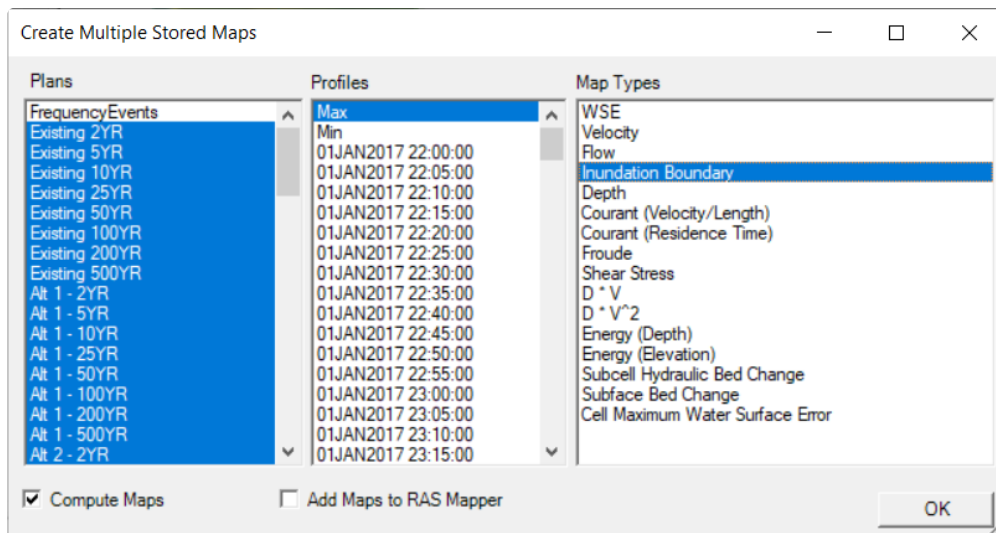 Create Multiple Stored Maps
Plans
FrequencyEvents
Existing 2YR
Existing 5YR
Existing 10YR
Existing 25YR
Existing 50YR
Existing 100YR
Existing 200YR
Existing 500YR
Alt 1 - 2YR
Alt 1 - 5YR
Alt 1 - 10YR
Alt 1 - 25YR
Alt 1 - 50YR
Alt 1 - 100YR
Alt 1 - 200YR
Alt 1 - 500YR
Alt 2 - 2YR
Profiles
Max
Min
01JAN2017 22:00:00
01JAN2017 22:05:00
01JAN2017 22:10:00
01JAN2017 22:15:00
01JAN2017 22:20:00
01JAN2017 22:25:00
01JAN2017 22:30:00
01JAN2017 22:35:00
01JAN2017 22:40:00
01JAN2017 22:45:00
01JAN2017 22:50:00
01JAN2017 22:55:00
01JAN2017 23:00:00
01JAN2017 23:05:00
01JAN2017 23:10:00
01JAN2017 23:15:00
Map Types
WSE
Velocity
Flow
Inundation Boundary
Depth
Courant (Velocity/Length)
Courant (Residence Time)
Froude
Shear Stress
D * V
D * V^2
Energy (Depth)
Energy (Elevation)
Subcell Hydraulic Bed Change
Subface Bed Change
Cell Maximum Water Surface Error
Compute Maps
Add Maps to RAS Mapper
OK